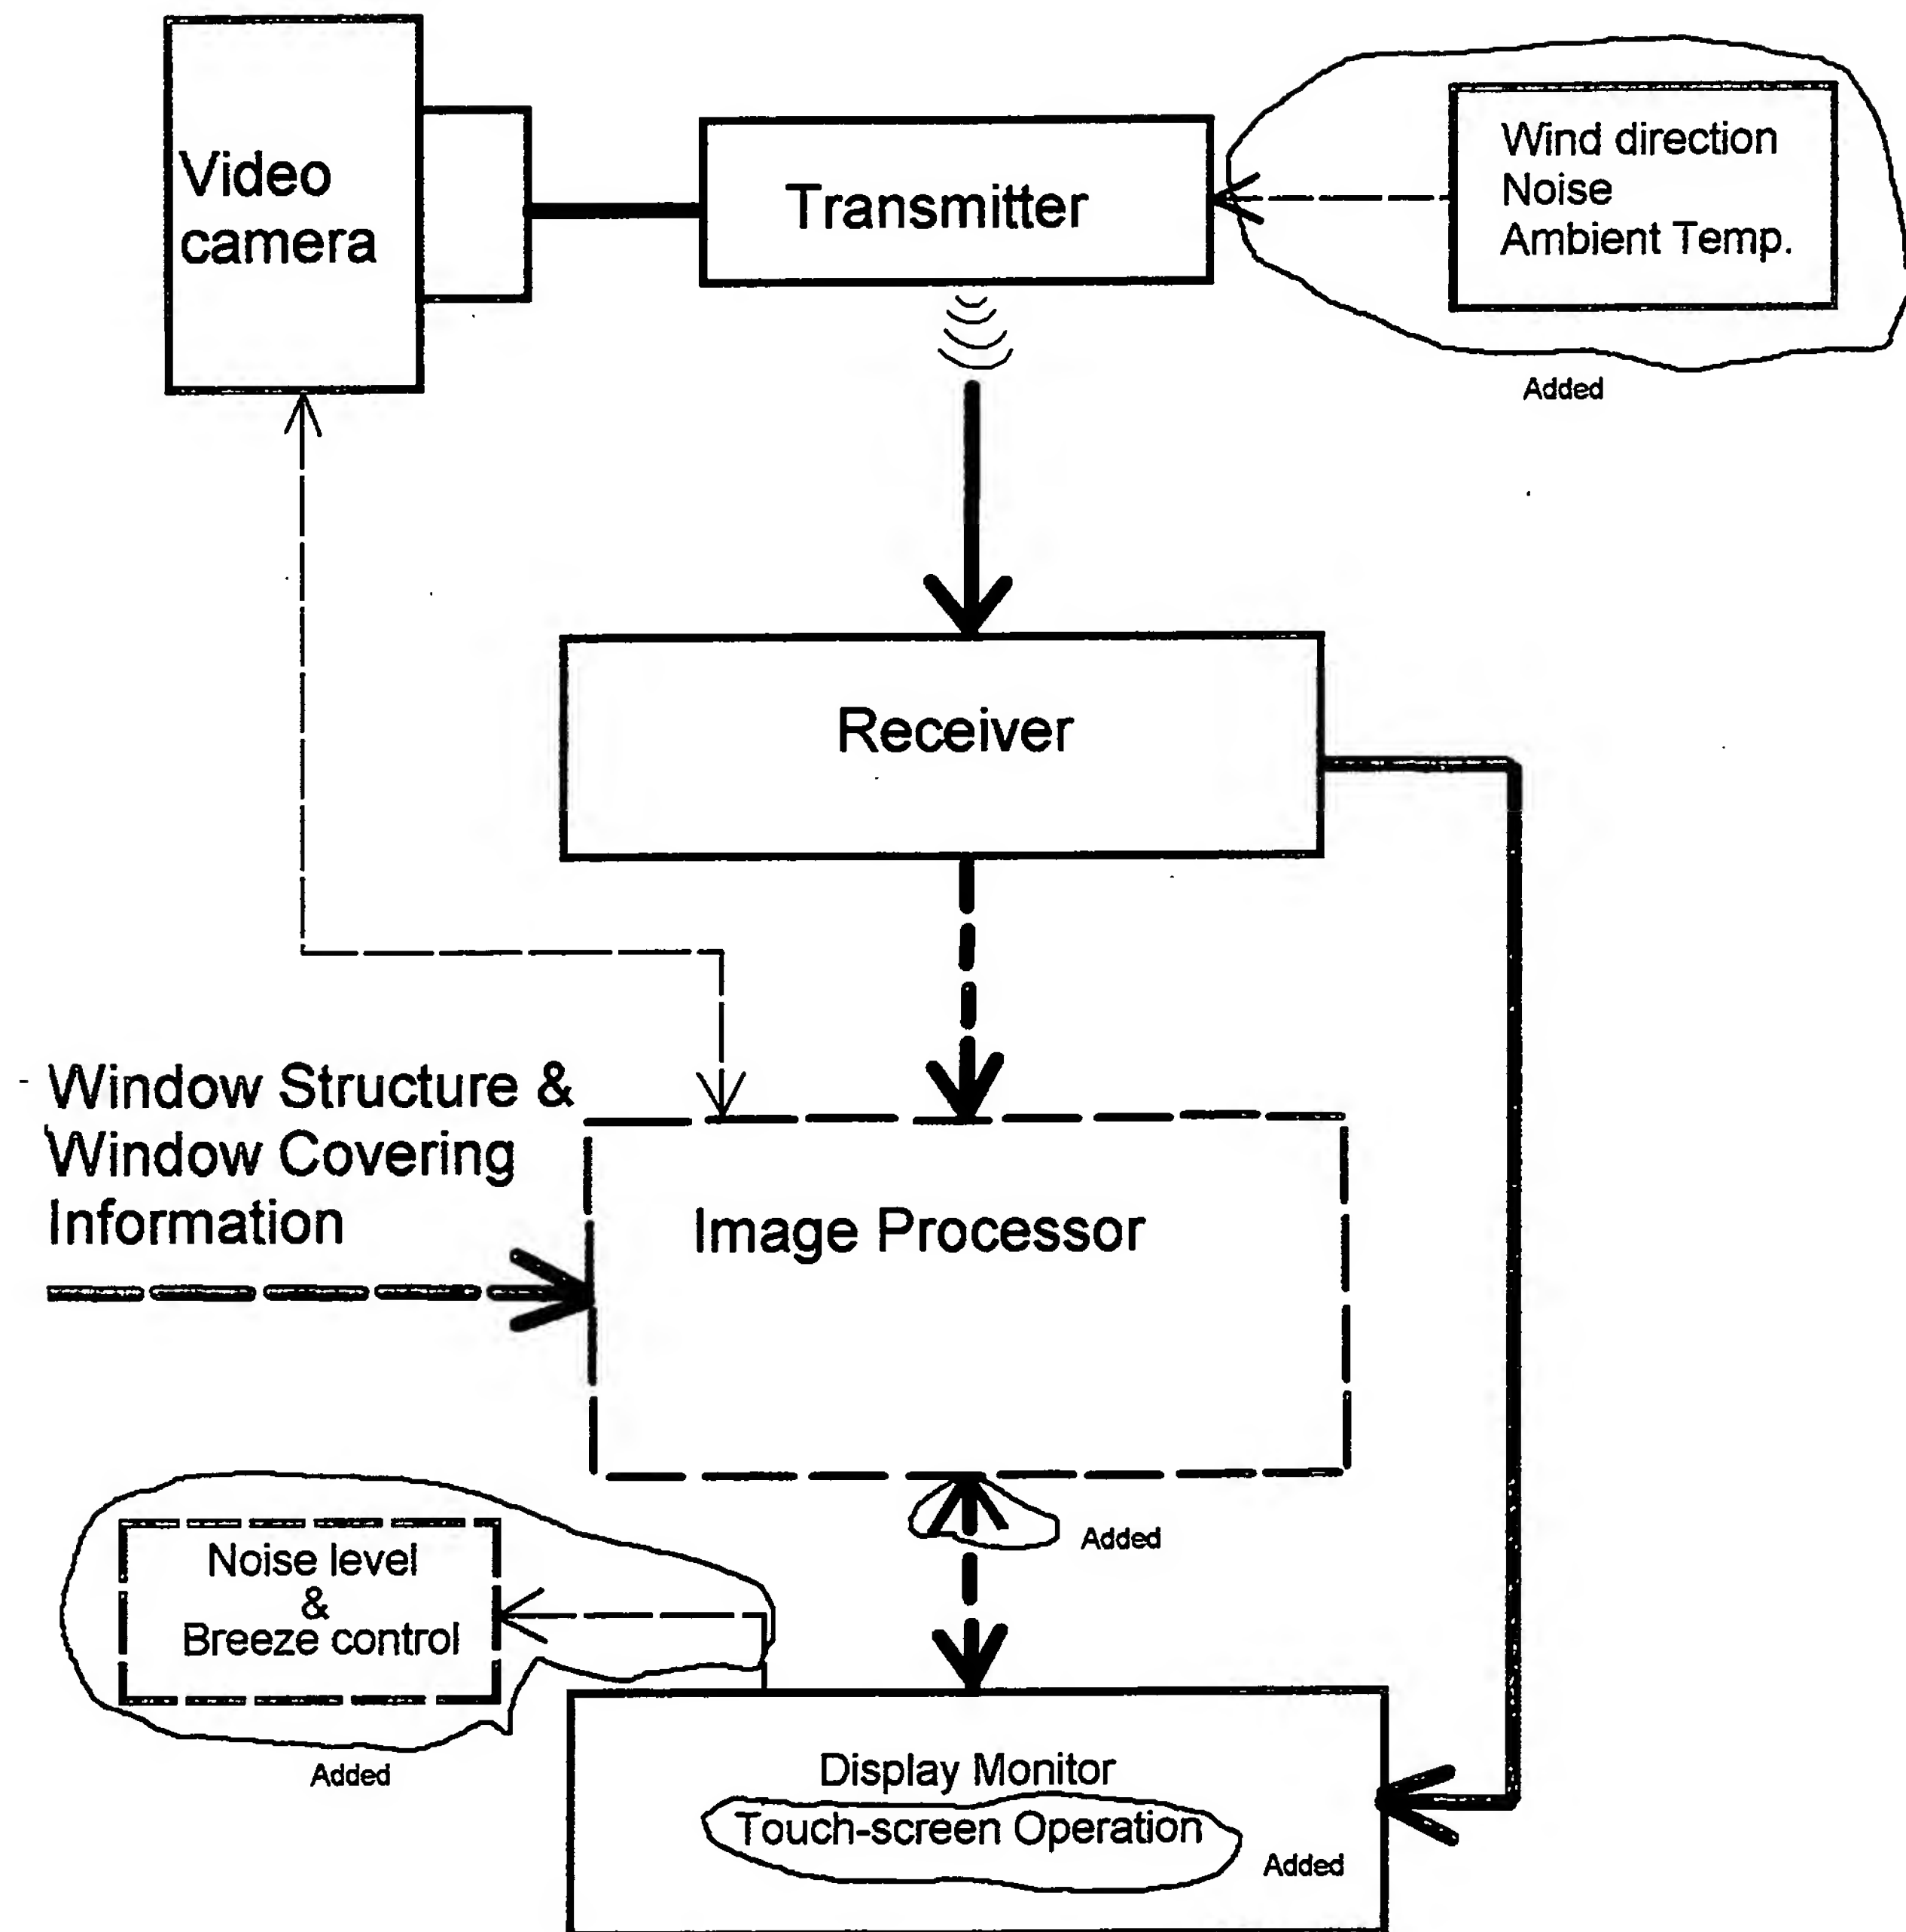 Video
camera
Transmitter
Wind direction
Noise
Ambient Temp.
Added
Receiver
Window Structure &
Window Covering
Information
Image Processor
Added
Noise level
&
Breeze control
Added
Display Monitor
Touch-screen Operation
Added